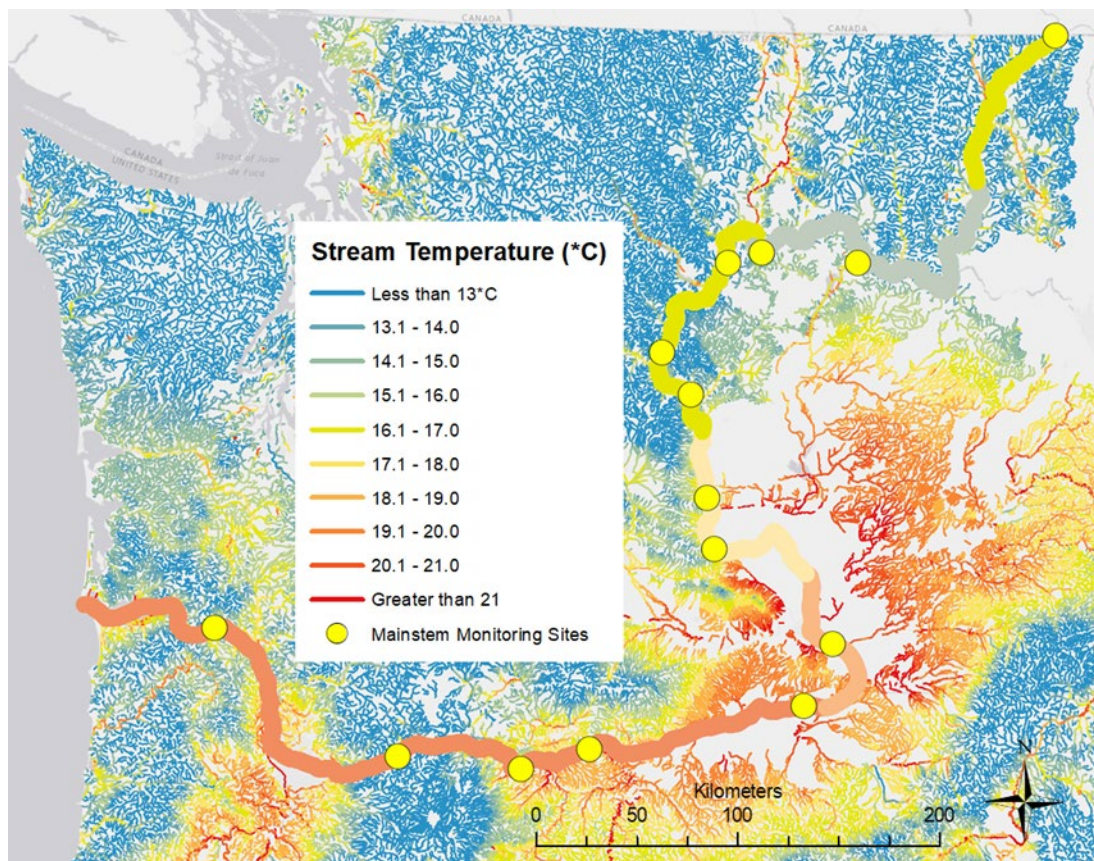 CANADA
CANADA
CANADA
UNITED STATES
Strait of Juan
de Fuca
Stream Temperature (*C)
Less than 13*C
13.1 - 14.0
14.1 - 15.0
15.1 - 16.0
16.1 - 17.0
17.1 - 18.0
18.1 - 19.0
19.1 - 20.0
20.1 - 21.0
Greater than 21
Mainstem Monitoring Sites
N
Kilometers
0 50 100 200